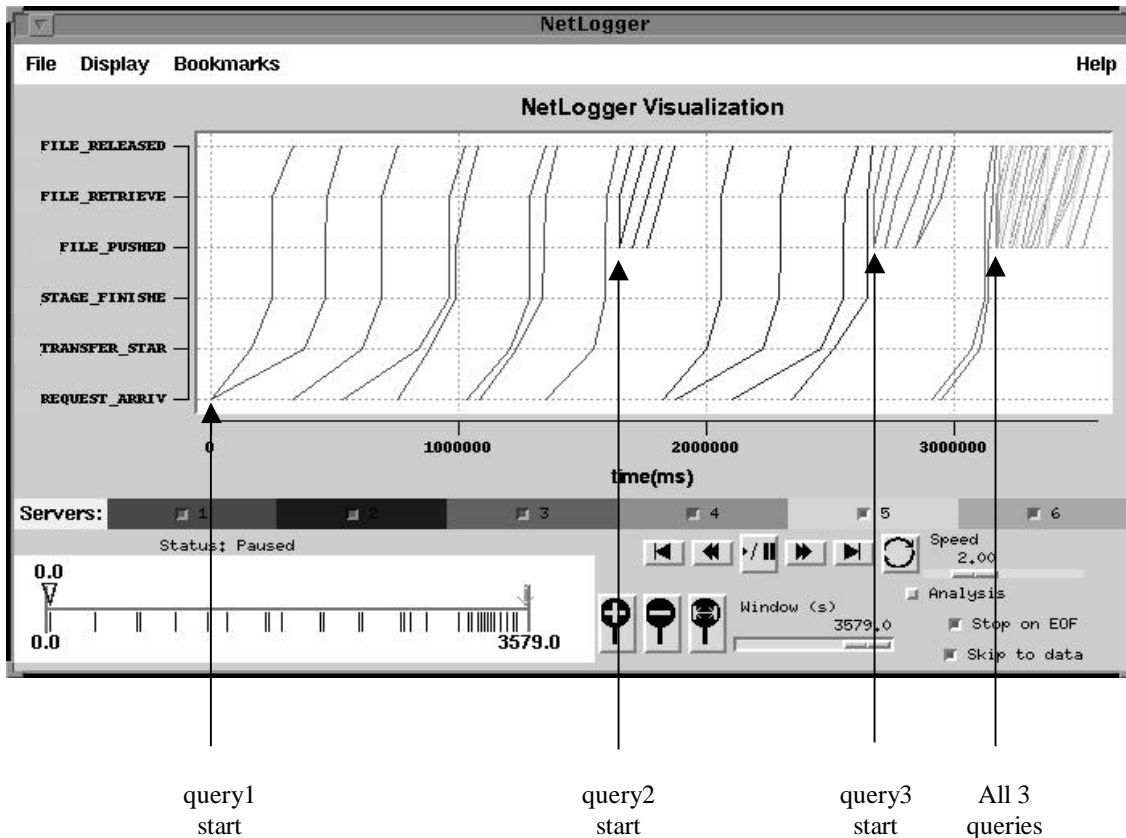 NetLogger
File Display Bookmarks Help
NetLogger Visualization
FILE_RELEASED
FILE_RETRIEVE
FILE_PUSHED
STAGE_FINISHE
TRANSFER_STAR
REQUEST_ARRIV
0 1000000 2000000 3000000
time(ms)
Servers: 1 2 3 4 5 6
Status: Paused
0.0
0.0 3579.0
Speed
2.00
Analysis
Window (s)
3579.0
Stop on EOF
Skip to data
query1
start
query2
start
query3
start
All 3
queries